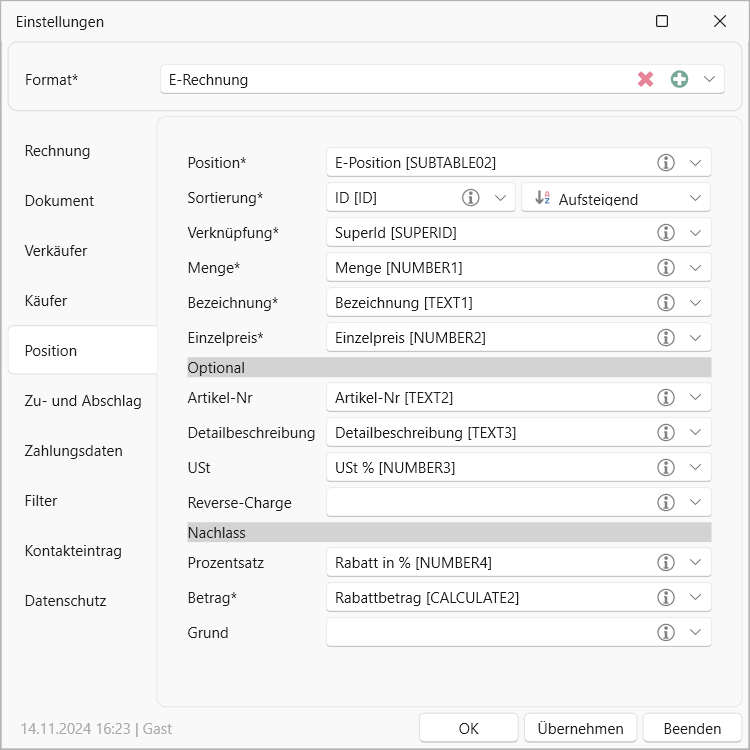 Einstellungen
Format* E-Rechnung
Rechnung
Dokument
Verkäufer
Käufer
Position
Zu- und Abschlag
Zahlungsdaten
Filter
Kontakteintrag
Datenschutz
Position* E-Position [SUBTABLE02]
Sortierung* ID [ID] Aufsteigend
Verknüpfung* SuperId [SUPERID]
Menge* Menge [NUMBER1]
Bezeichnung* Bezeichnung [TEXT1]
Einzelpreis* Einzelpreis [NUMBER2]
Optional
Artikel-Nr Artikel-Nr [TEXT2]
Detailbeschreibung Detailbeschreibung [TEXT3]
USt USt % [NUMBER3]
Reverse-Charge
Nachlass
Prozentsatz Rabatt in % [NUMBER4]
Betrag* Rabattbetrag [CALCULATE2]
Grund
14.11.2024 16:23 | Gast OK Übernehmen Beenden